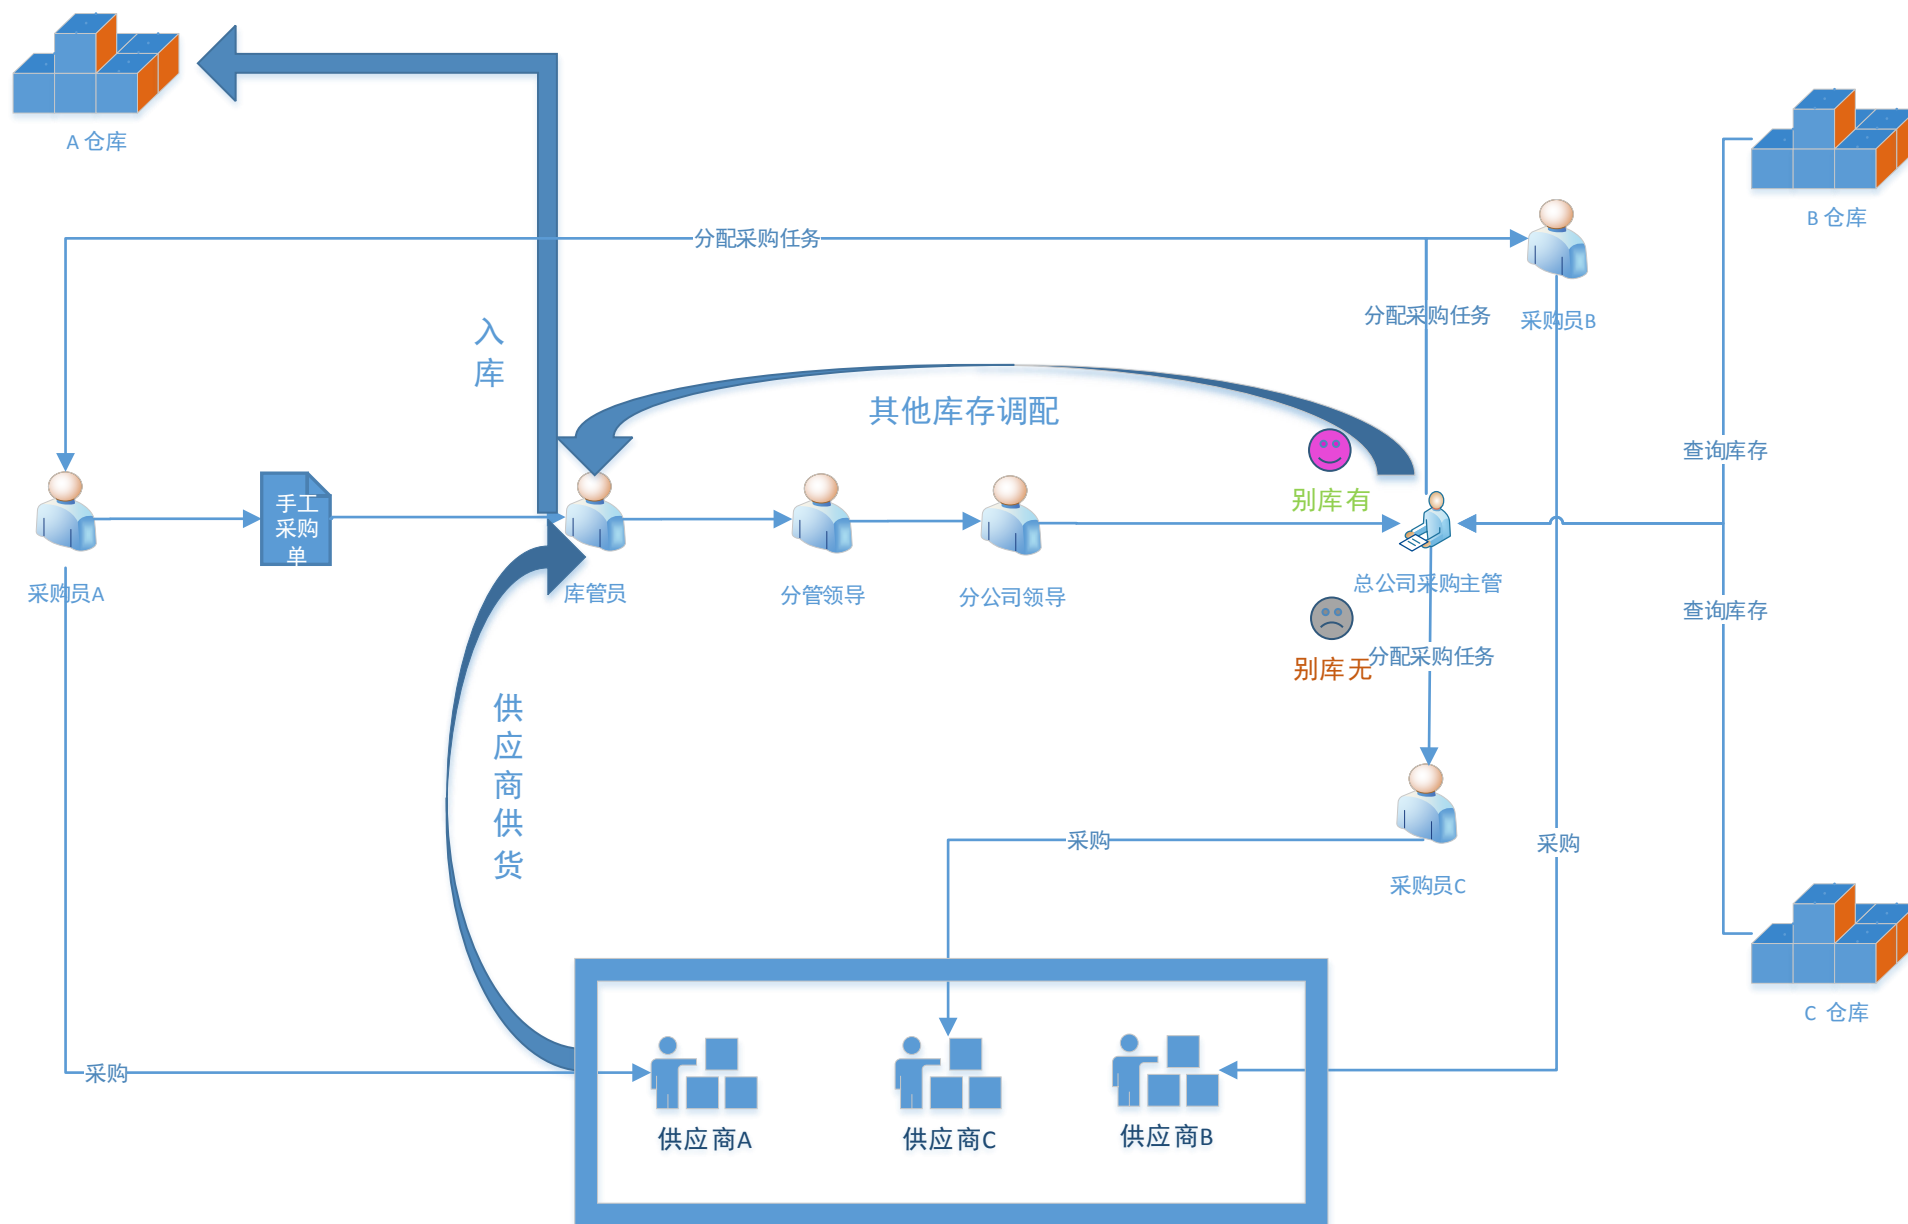 A 仓库
B 仓库
分配采购任务
分配采购任务
采购员B
入
库
其他库存调配
查询库存
别库有
手工
采购
单
采购员A
库管员
分管领导
分公司领导
总公司采购主管
查询库存
别库无
分配采购任务
供
应
商
供
货
采购
采购
采购员C
C 仓库
采购
供应商A
供应商C
供应商B